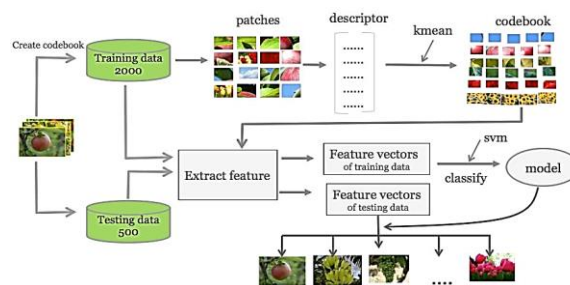 patches
descriptor
codebook
Create codebook
Training data
2000
kmean
......
......
......
......
......
Extract feature
Feature vectors
of training data
svm
classify
model
Feature vectors
of testing data
Testing data
500
....